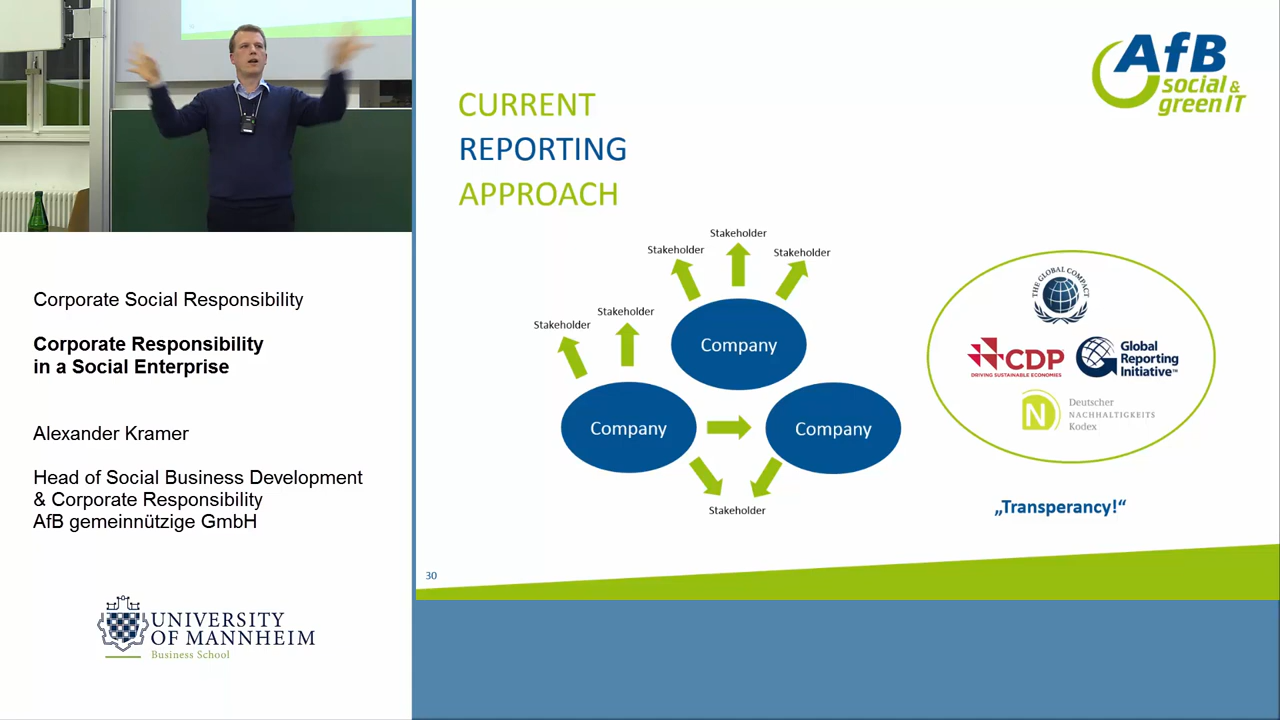 Corporate Social Responsibility
Corporate Responsibility
in a Social Enterprise
Alexander Kramer
Head of Social Business Development
& Corporate Responsibility
AfB gemeinnützige GmbH
UNIVERSITY
OF MANNHEIM
Business School
AfB
social &
green IT
CURRENT
REPORTING
APPROACH
Stakeholder
Stakeholder
Stakeholder
Stakeholder
Stakeholder
Company
Company
Company
Stakeholder
THE GLOBAL COMPACT
CDP
DRIVING SUSTAINABLE ECONOMIES
Global
Reporting
Initiative™
N
Deutscher
NACHHALTIGKEITS
Kodex
„Transperancy!“
30